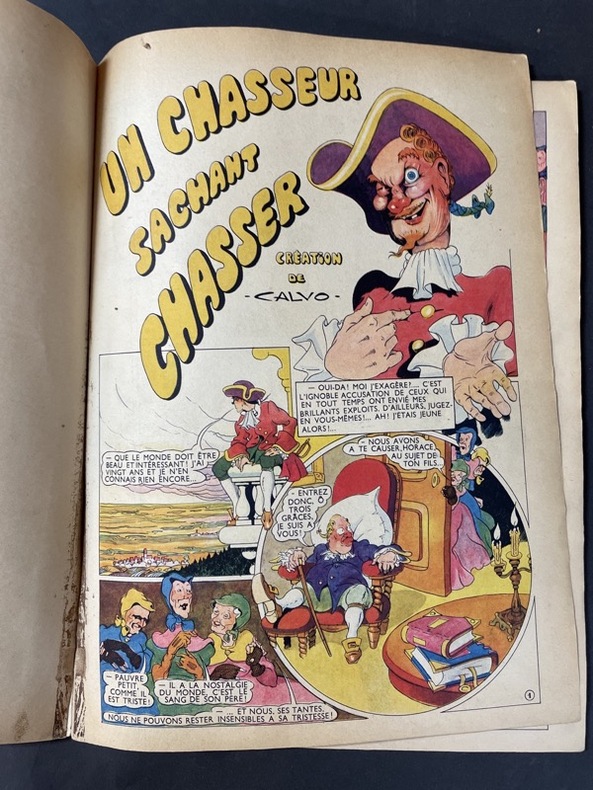 UN CHASSEUR
SACHANT
CHASSER
CRÉATION
DE
- CALVO -
— OUI-DA! MOI J'EXAGÈRE!... C'EST
L'IGNOBLE ACCUSATION DE CEUX QUI
EN TOUT TEMPS ONT ENVIÉ MES
BRILLANTS EXPLOITS. D'AILLEURS, JUGEZ-
EN VOUS-MÊMES!... AH! J'ETAIS JEUNE
ALORS!...
— QUE LE MONDE DOIT ÊTRE
BEAU ET INTÉRESSANT! J'AI
VINGT ANS ET JE N'EN
CONNAIS RIEN ENCORE...
— NOUS AVONS
A TE CAUSER, HORACE,
AU SUJET DE
TON FILS...
— ENTREZ
DONC, Ô
TROIS
GRÂCES,
JE SUIS A
VOUS!
— PAUVRE
PETIT,
COMME IL
EST TRISTE!
— IL A LA NOSTALGIE
DU MONDE, C'EST LE
SANG DE SON PÈRE!
— ... ET NOUS, SES TANTES,
NOUS NE POUVONS RESTER INSENSIBLES A SA TRISTESSE!
1